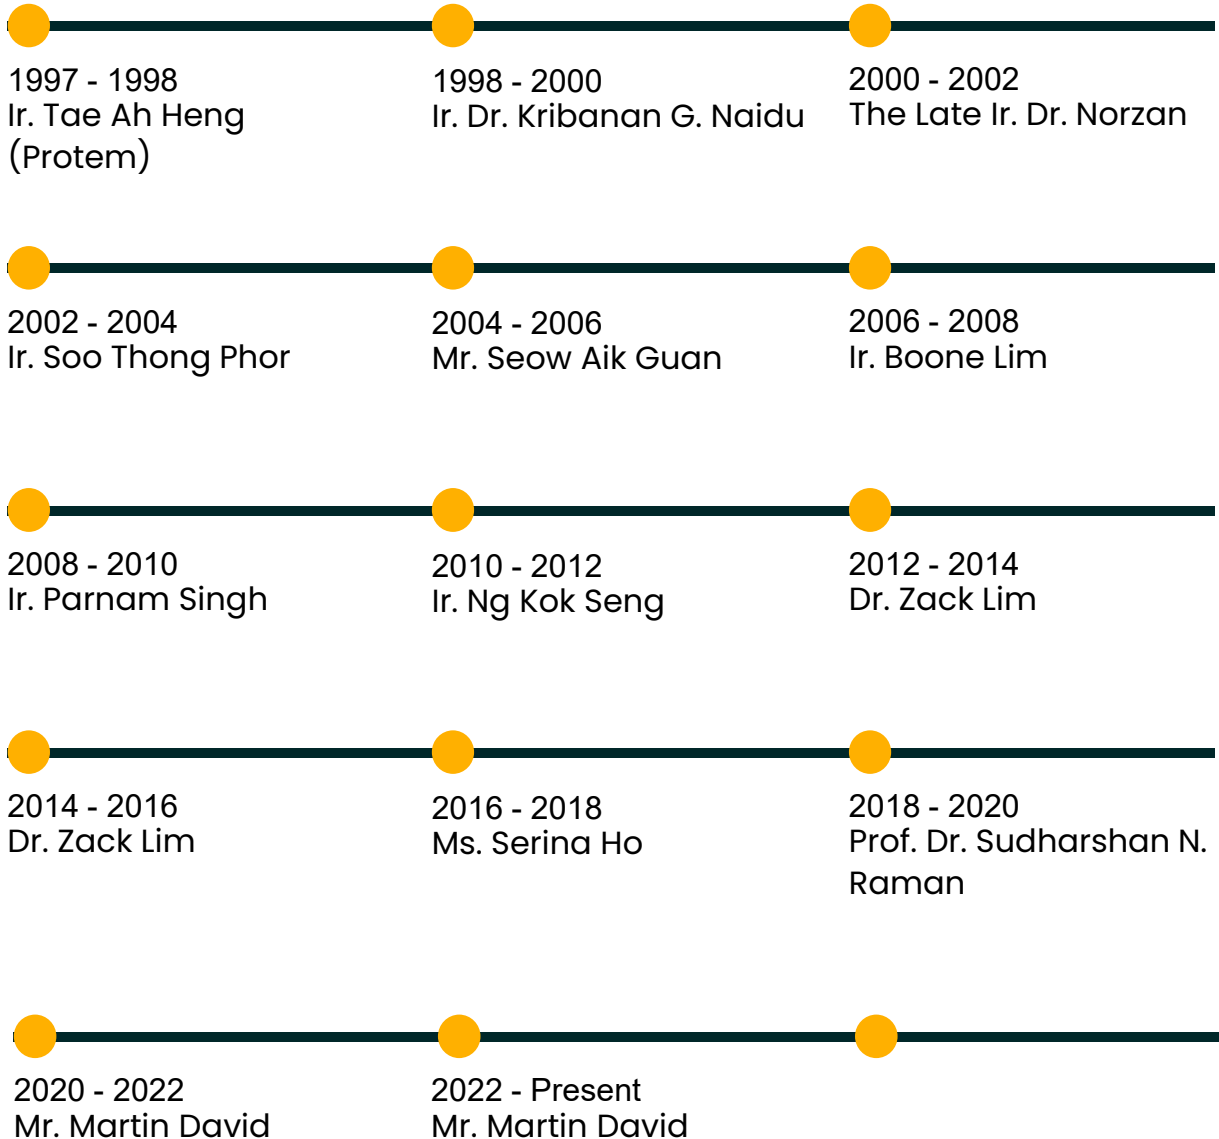 1997 - 1998
Ir. Tae Ah Heng
(Protem)
1998 - 2000
Ir. Dr. Kribanan G. Naidu
2000 - 2002
The Late Ir. Dr. Norzan
2002 - 2004
Ir. Soo Thong Phor
2004 - 2006
Mr. Seow Aik Guan
2006 - 2008
Ir. Boone Lim
2008 - 2010
Ir. Parnam Singh
2010 - 2012
Ir. Ng Kok Seng
2012 - 2014
Dr. Zack Lim
2014 - 2016
Dr. Zack Lim
2016 - 2018
Ms. Serina Ho
2018 - 2020
Prof. Dr. Sudharshan N.
Raman
2020 - 2022
Mr. Martin David
2022 - Present
Mr. Martin David